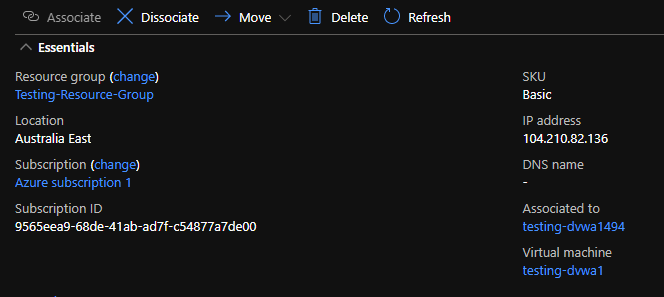 Associate Dissociate Move Delete Refresh
Essentials
Resource group (change)
Testing-Resource-Group
Location
Australia East
Subscription (change)
Azure subscription 1
Subscription ID
9565eea9-68de-41ab-ad7f-c54877a7de00
SKU
Basic
IP address
104.210.82.136
DNS name
-
Associated to
testing-dvwa1494
Virtual machine
testing-dvwa1